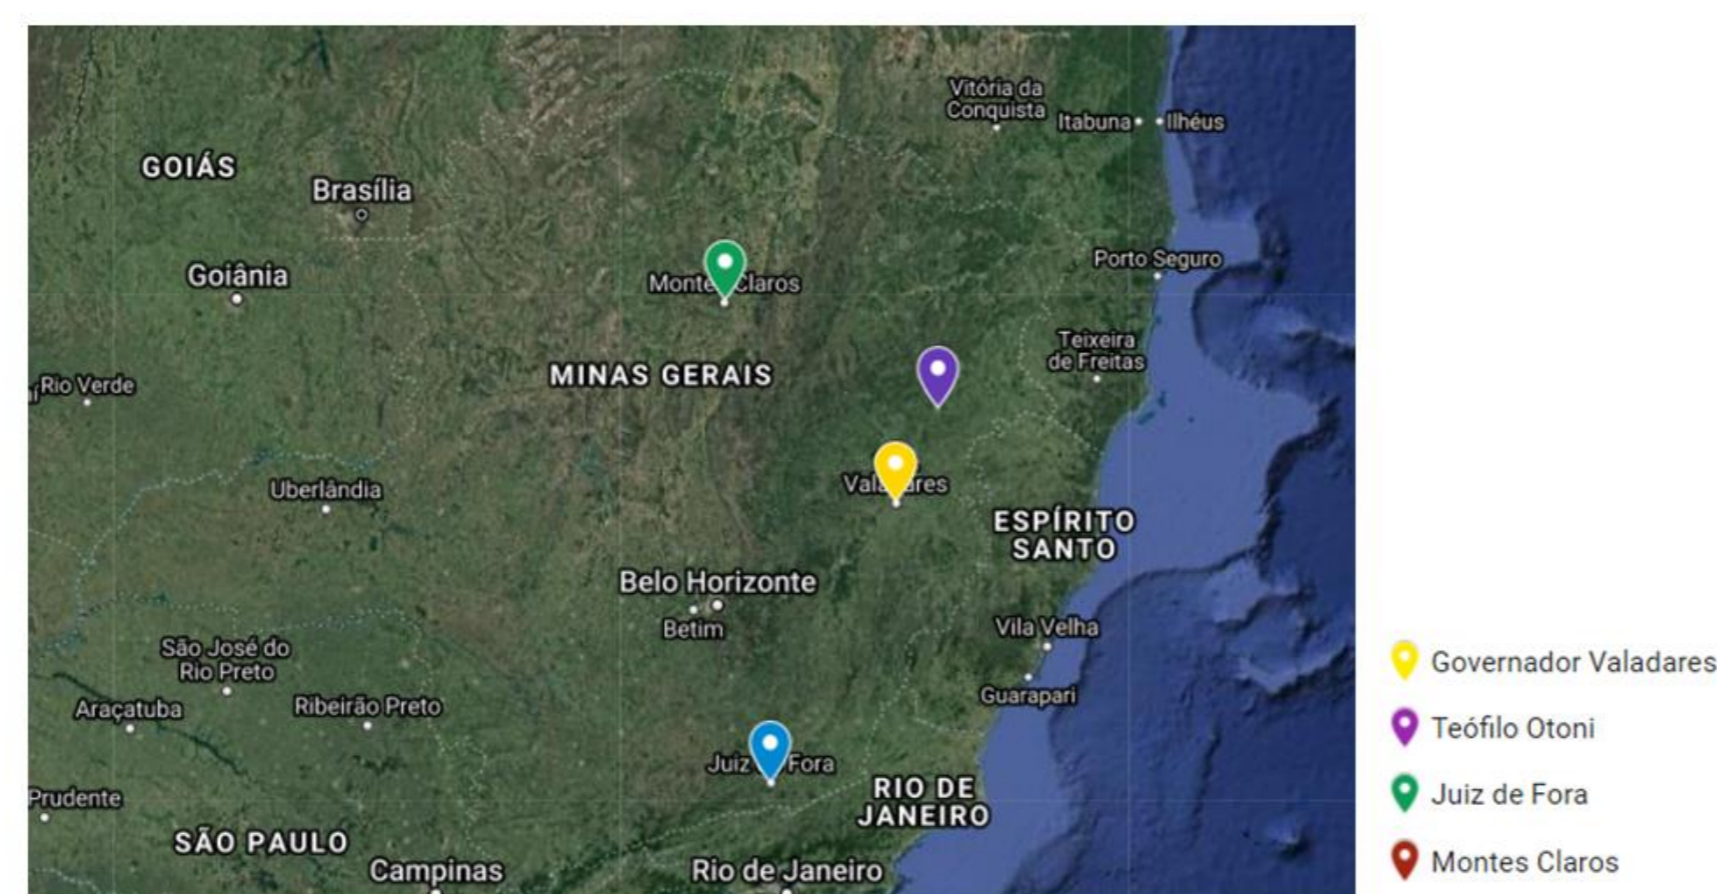 Vitória da
Conquista
Itabuna
Ilhéus
GOIÁS
Brasília
Porto Seguro
Goiânia
Montes Claros
Teixeira
de Freitas
MINAS GERAIS
Rio Verde
Valadares
Uberlândia
ESPÍRITO
SANTO
Belo Horizonte
Betim
Vila Velha
São José do
Rio Preto
Guarapari
Araçatuba
Ribeirão Preto
Juiz de Fora
RIO DE
JANEIRO
Prudente
SÃO PAULO
Campinas
Rio de Janeiro
Governador Valadares
Teófilo Otoni
Juiz de Fora
Montes Claros